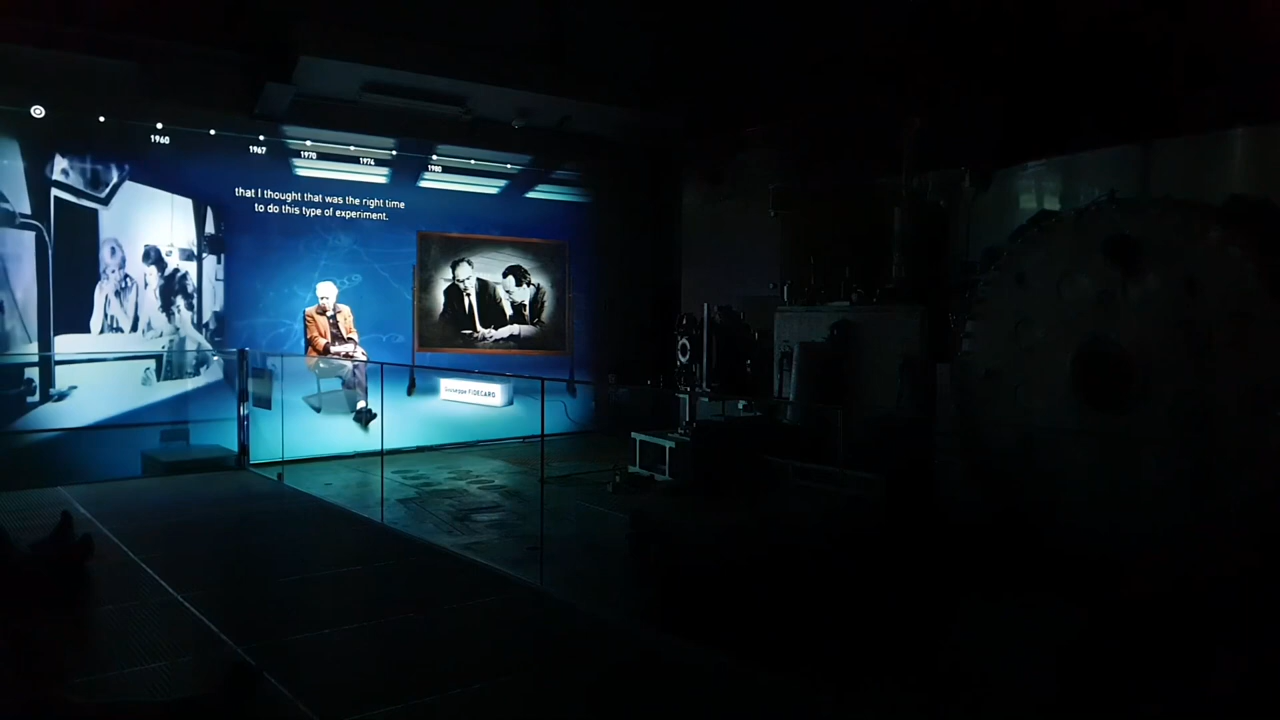 1960
1967
1970
1974
1980
that I thought that was the right time
to do this type of experiment.
Giuseppe FIDECARO